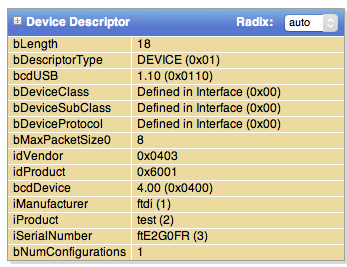 Device Descriptor Radix: auto
bLength 18
bDescriptorType DEVICE (0x01)
bcdUSB 1.10 (0x0110)
bDeviceClass Defined in Interface (0x00)
bDeviceSubClass Defined in Interface (0x00)
bDeviceProtocol Defined in Interface (0x00)
bMaxPacketSize0 8
idVendor 0x0403
idProduct 0x6001
bcdDevice 4.00 (0x0400)
iManufacturer ftdi (1)
iProduct test (2)
iSerialNumber ftE2G0FR (3)
bNumConfigurations 1